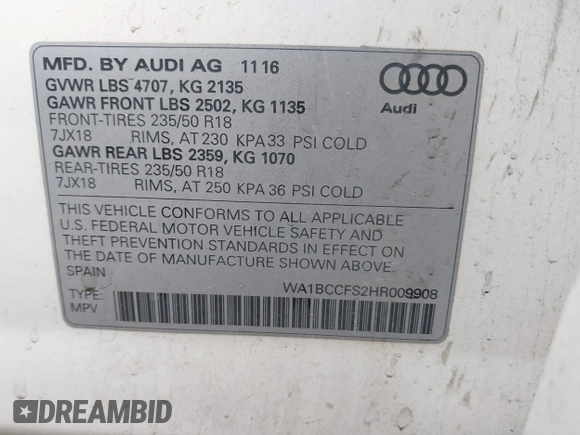 MFD. BY AUDI AG 11 16
GVWR LBS 4707, KG 2135
GAWR FRONT LBS 2502, KG 1135
FRONT-TIRES 235/50 R18
7JX18 RIMS, AT 230 KPA 33 PSI COLD
GAWR REAR LBS 2359, KG 1070
REAR-TIRES 235/50 R18
7JX18 RIMS, AT 250 KPA 36 PSI COLD
Audi
THIS VEHICLE CONFORMS TO ALL APPLICABLE
U.S. FEDERAL MOTOR VEHICLE SAFETY AND
THEFT PREVENTION STANDARDS IN EFFECT ON
THE DATE OF MANUFACTURE SHOWN ABOVE.
SPAIN
WA1BCCFS2HR009908
TYPE:
MPV
DREAMBID